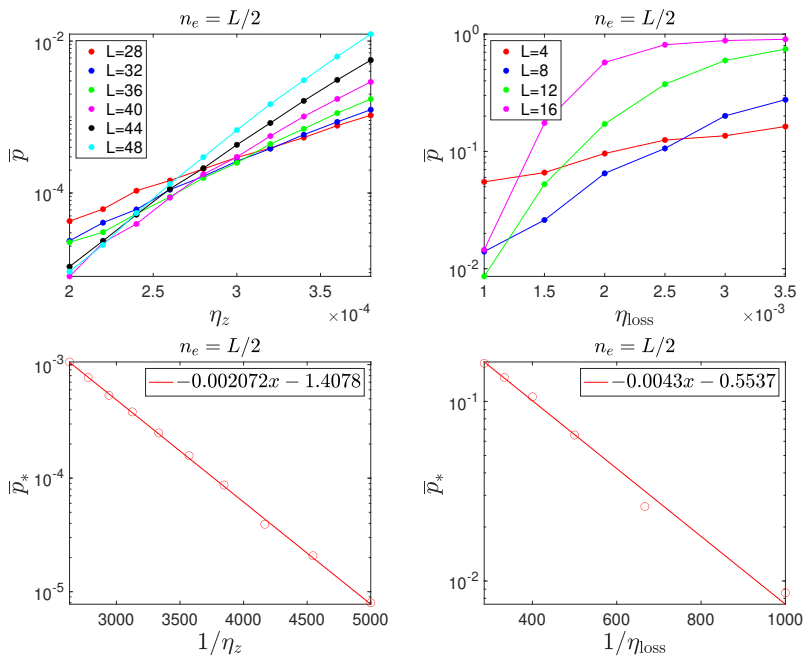 n_e = L/2
10^-2
10^-4
p̅
L=28
L=32
L=36
L=40
L=44
L=48
2 2.5 3 3.5
×10^-4
η_z
n_e = L/2
10^0
10^-1
10^-2
p̅
L=4
L=8
L=12
L=16
1 1.5 2 2.5 3 3.5
×10^-3
η_loss
n_e = L/2
10^-3
10^-4
10^-5
p̅_*
−0.002072x − 1.4078
3000 3500 4000 4500 5000
1/η_z
n_e = L/2
10^-1
10^-2
p̅_*
−0.0043x − 0.5537
400 600 800 1000
1/η_loss